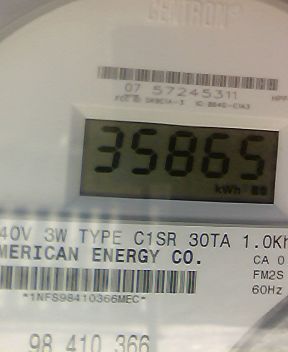 CENTRON®
07 57245311
35865
kWh
40V 3W TYPE C1SR 30TA 1.0Kh
MERICAN ENERGY CO.
CA 0
FM2S
*1NFS98410366MEC*
60Hz
98 410 366